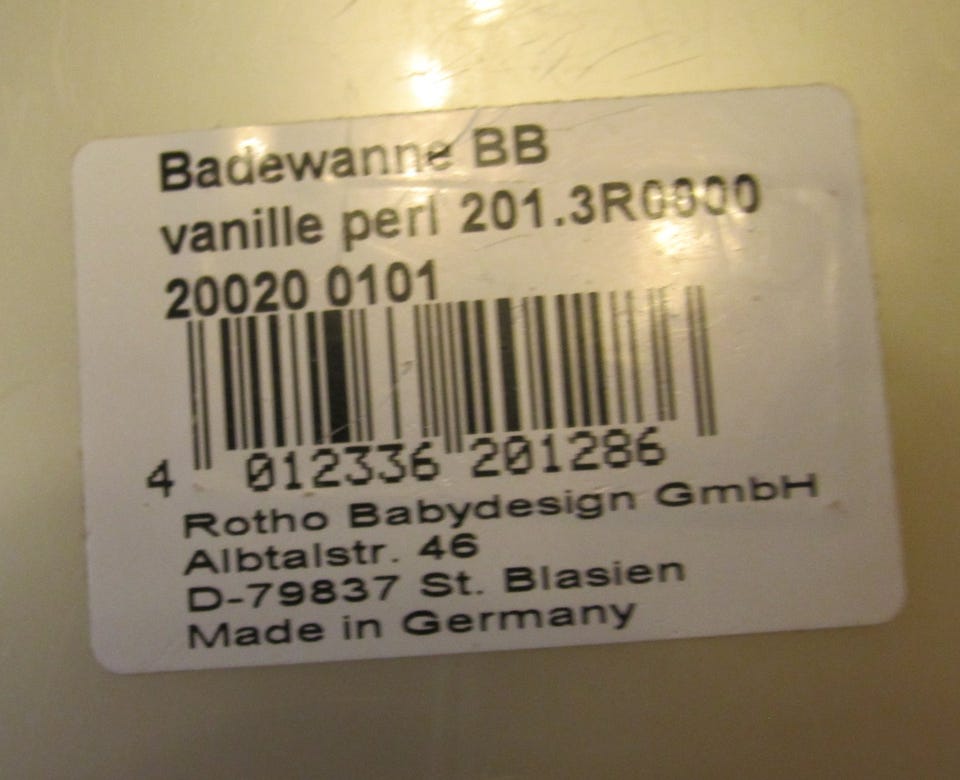 Badewanne BB
vanille perl 201.3R0000
20020 0101
4 012336 201286
Rotho Babydesign GmbH
Albtalstr. 46
D-79837 St. Blasien
Made in Germany